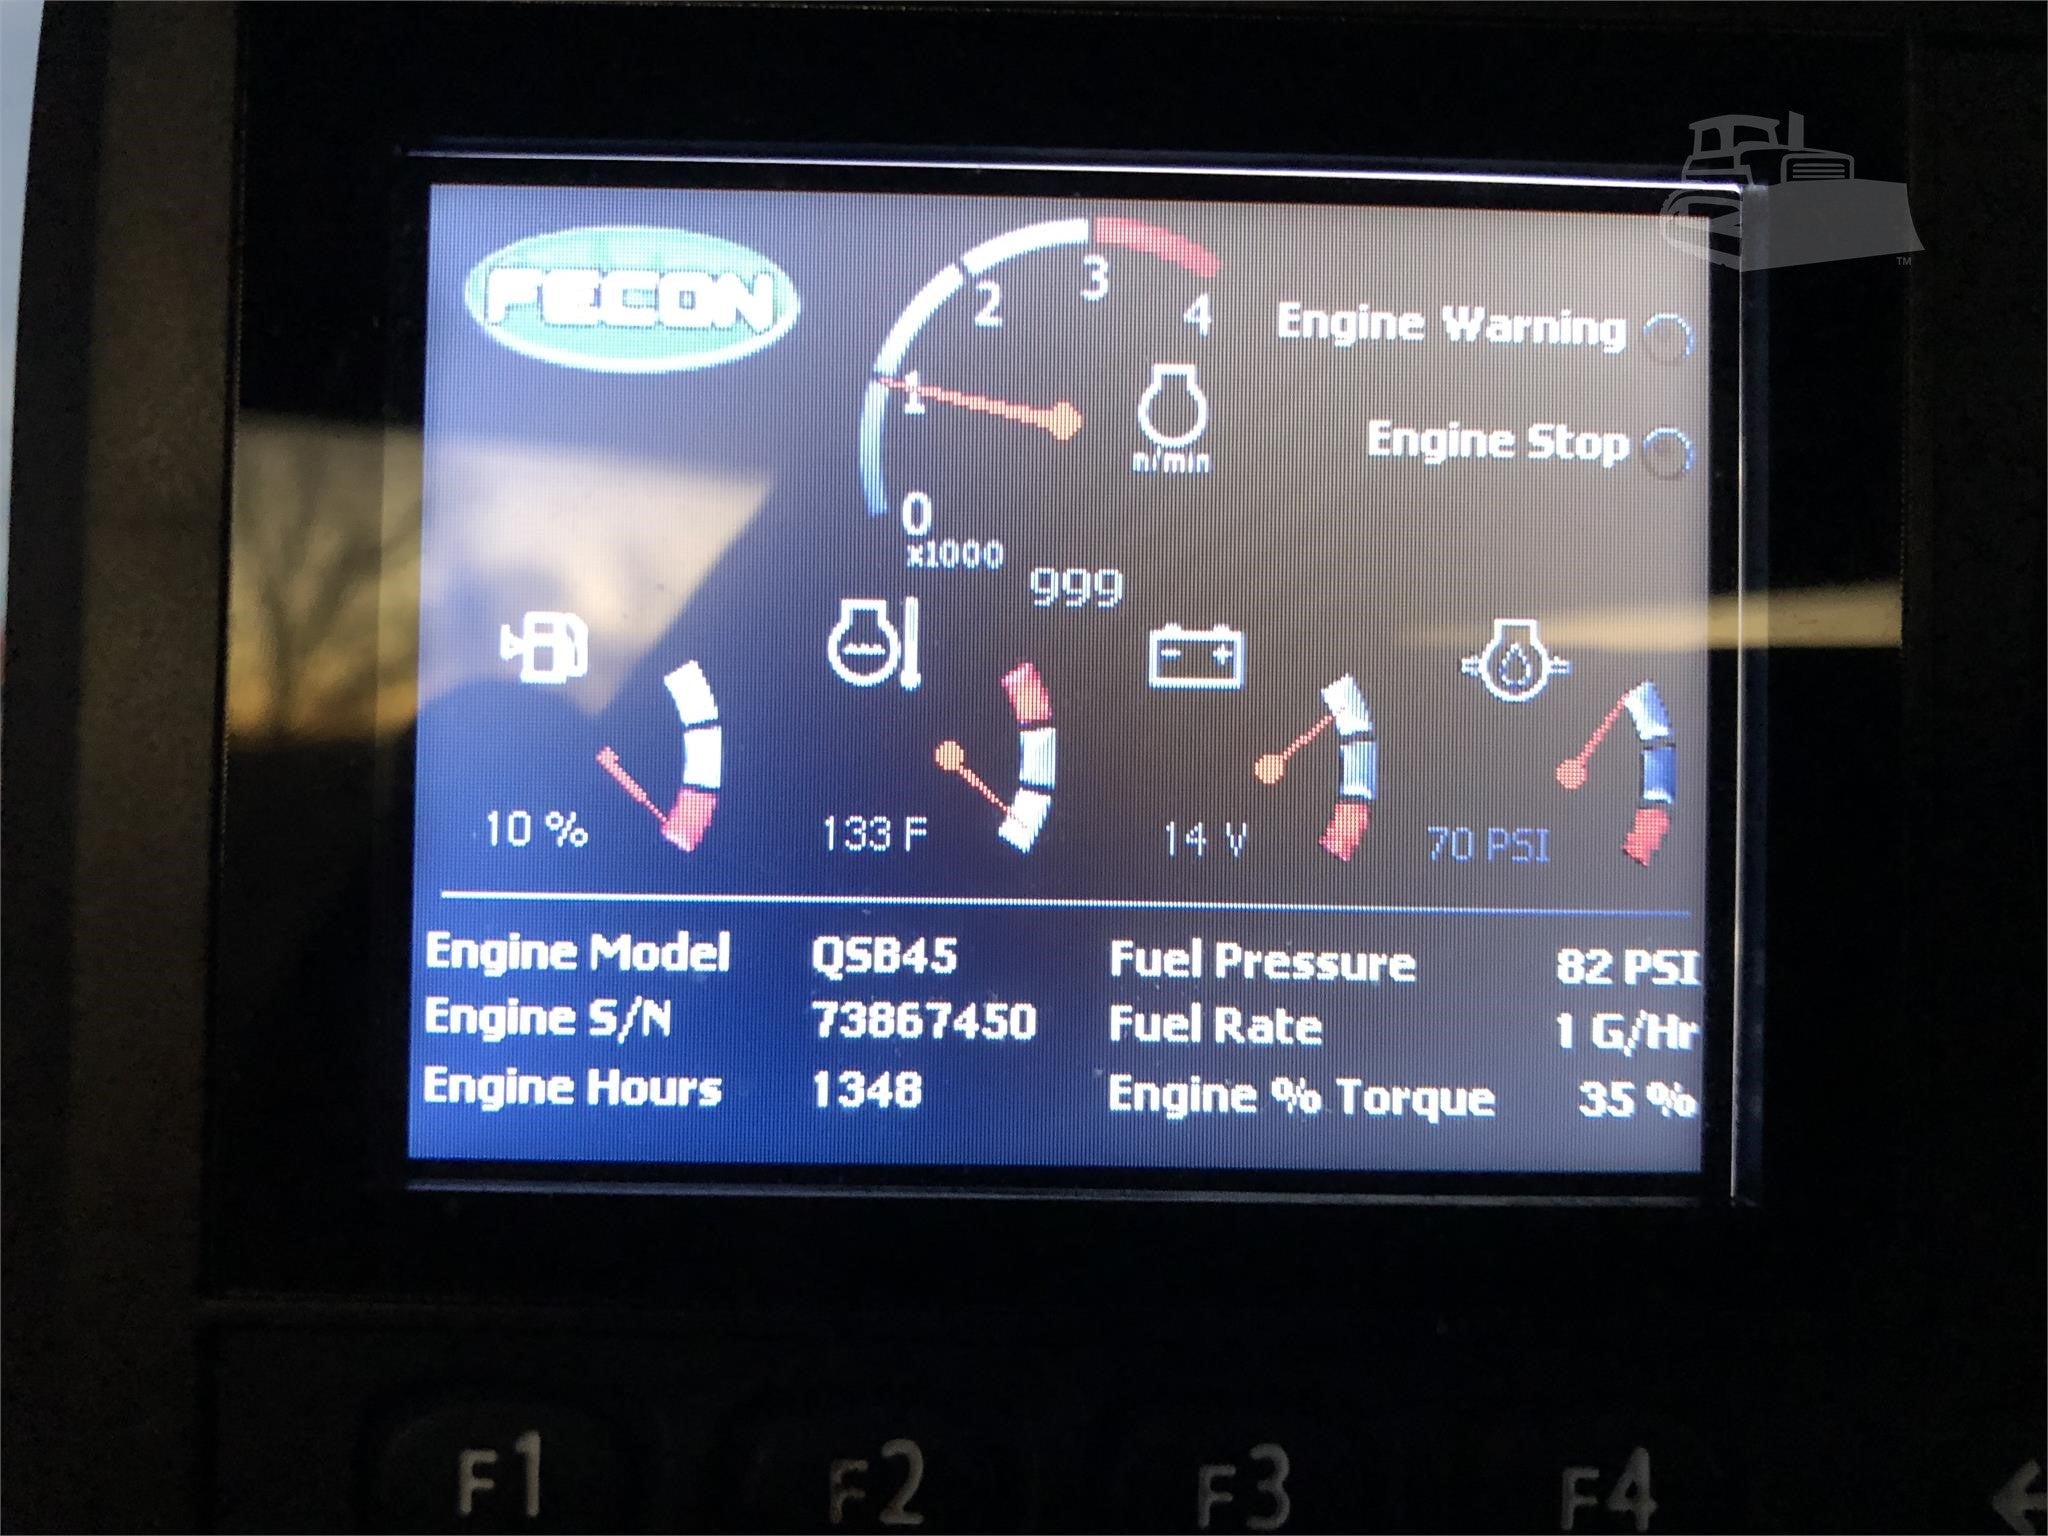 FECON
0
1
2
3
4
x1000
n/min
999
Engine Warning
Engine Stop
10 %
133 F
- +
14 V
70 PSI
Engine Model QSB45 Fuel Pressure 82 PSI
Engine S/N 73867450 Fuel Rate 1 G/Hr
Engine Hours 1348 Engine % Torque 35 %
F1 F2 F3 F4
TM